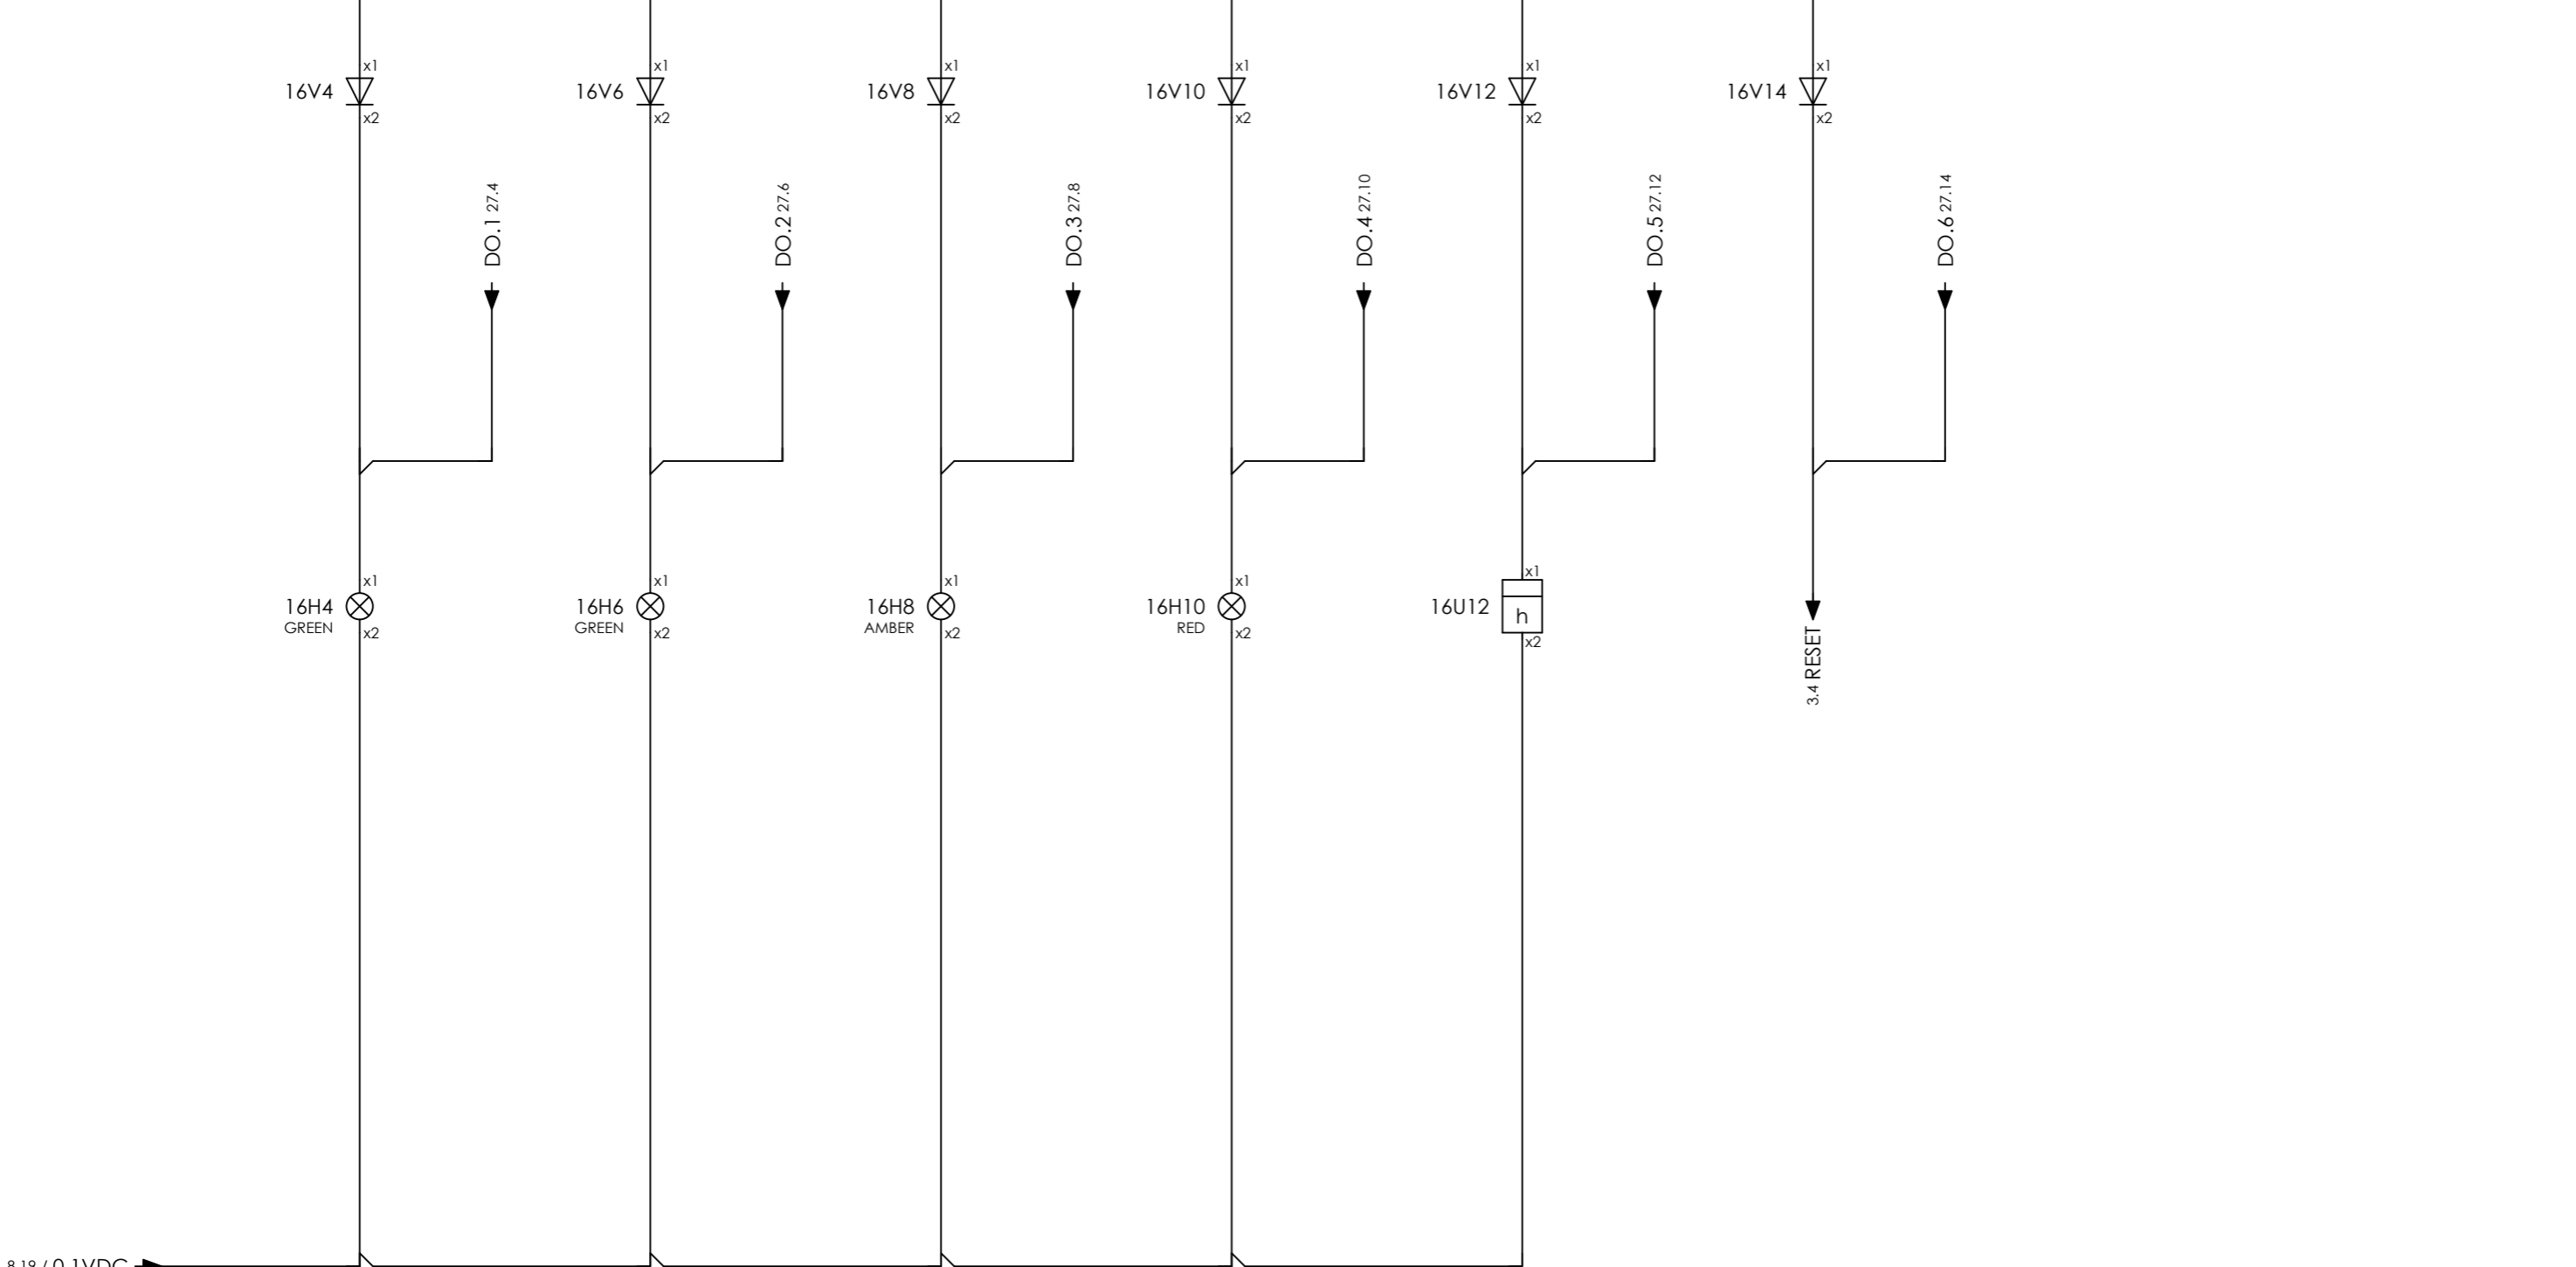 x1 x1 x1 x1 x1 x1
16V4 16V6 16V8 16V10 16V12 16V14
x2 x2 x2 x2 x2 x2
DO.1 27.4
DO.2 27.6
DO.3 27.8
DO.4 27.10
DO.5 27.12
DO.6 27.14
x1 x1 x1 x1 x1
16H4 16H6 16H8 16H10 16U12 h
GREEN GREEN AMBER RED
x2 x2 x2 x2 x2
3.4 RESET
8.19 / 0.1VDC